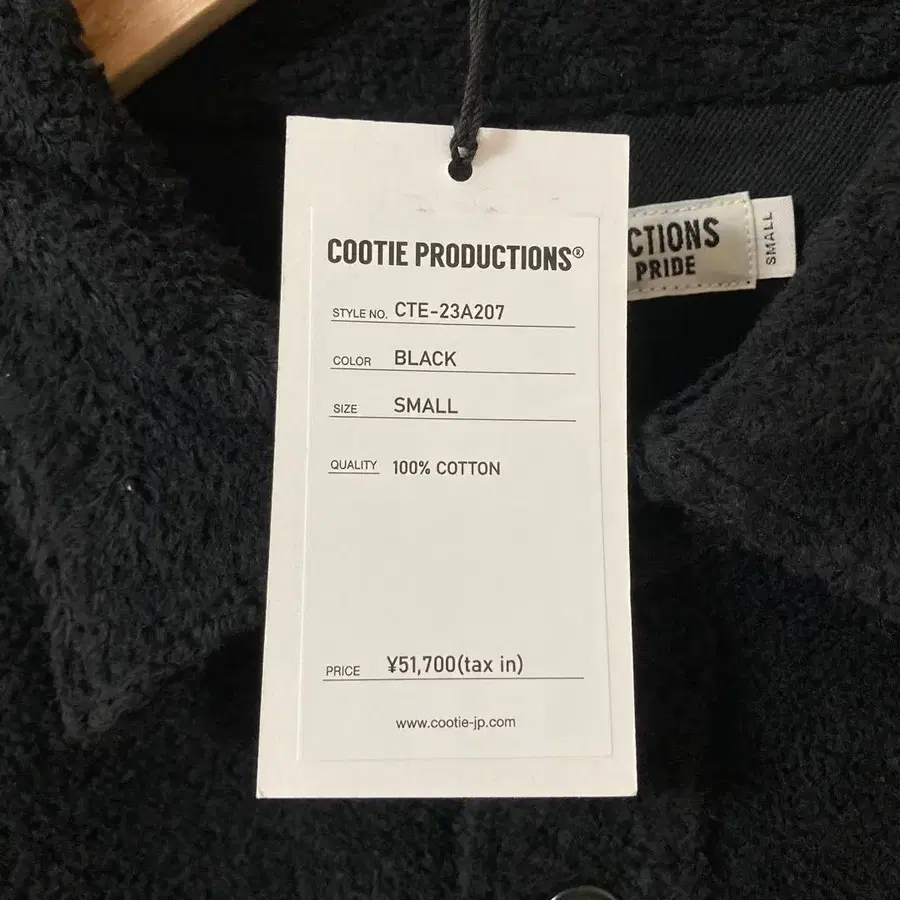 COOTIE PRODUCTIONS®
STYLE NO. CTE-23A207
COLOR BLACK
SIZE SMALL
QUALITY 100% COTTON
PRICE ¥51,700(tax in)
www.cootie-jp.com
CTIONS
PRIDE
SMALL